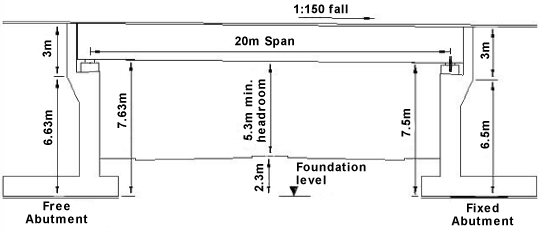 1:150 fall
20m Span
3m
3m
6.63m
7.63m
5.3m min.
headroom
7.5m
6.5m
2.3m
Foundation
level
Free
Abutment
Fixed
Abutment